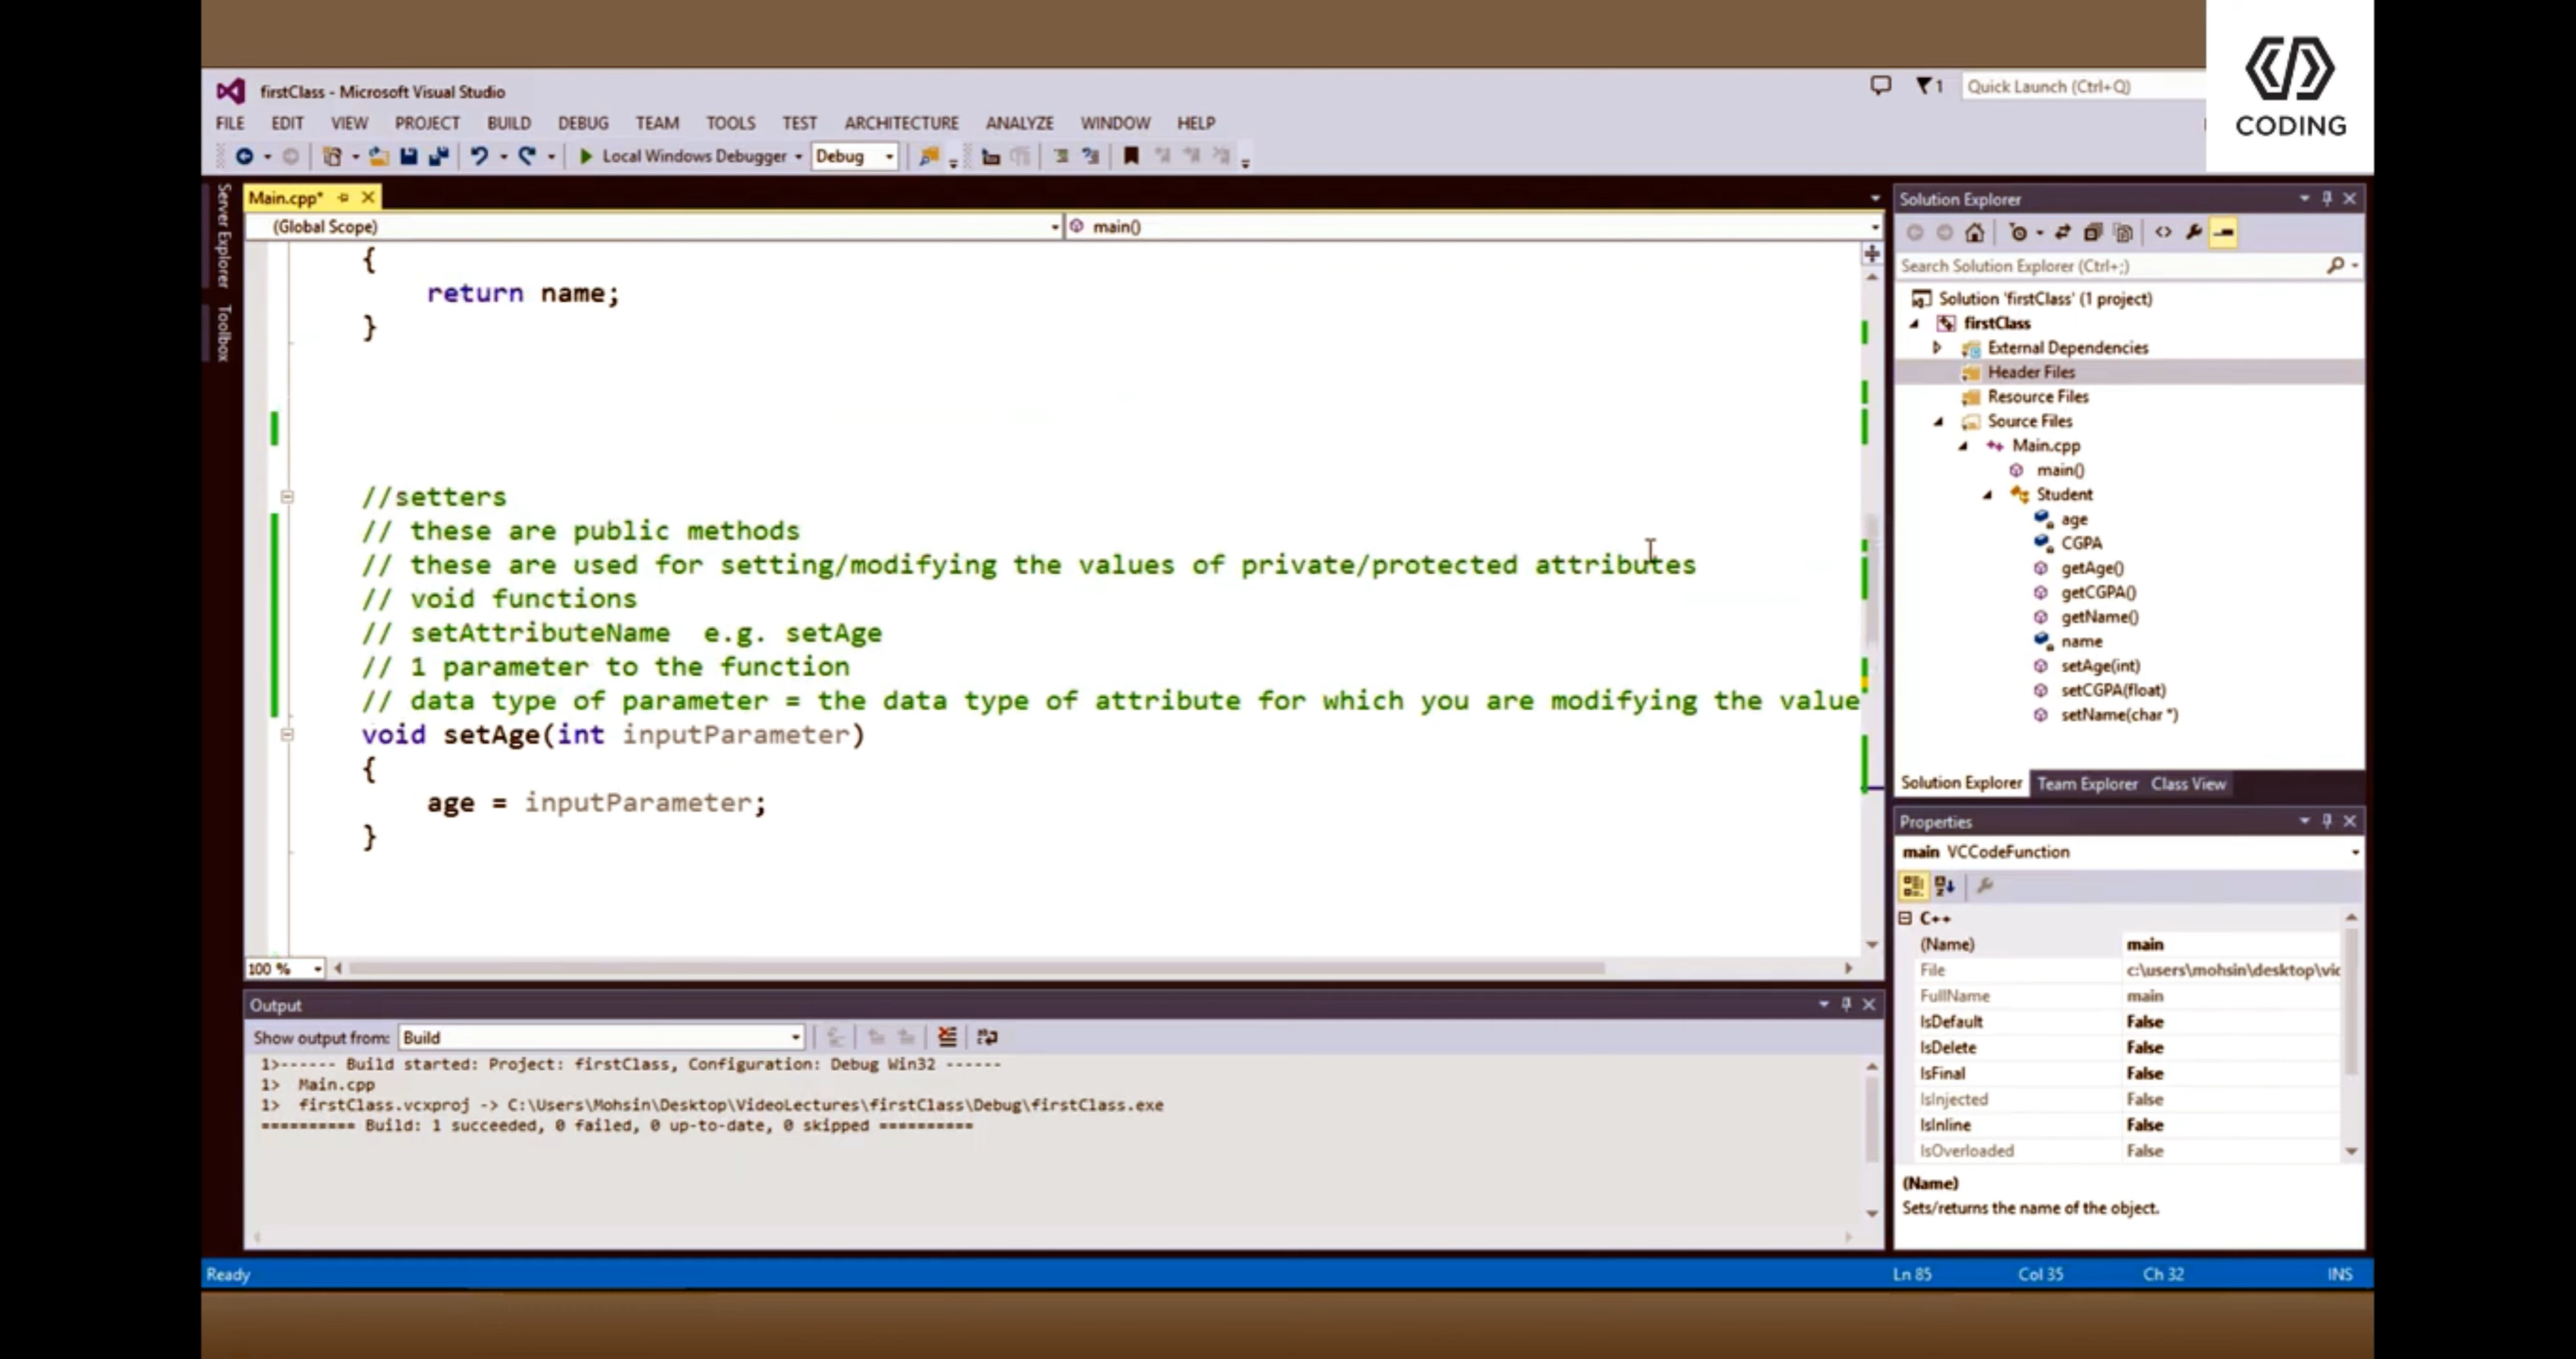 CODING
firstClass - Microsoft Visual Studio
1
Quick Launch (Ctrl+Q)
FILE EDIT VIEW PROJECT BUILD DEBUG TEAM TOOLS TEST ARCHITECTURE ANALYZE WINDOW HELP
Local Windows Debugger Debug
Server Explorer
Toolbox
Main.cpp*
(Global Scope) main()
{
return name;
}
//setters
// these are public methods
// these are used for setting/modifying the values of private/protected attributes
// void functions
// setAttributeName  e.g. setAge
// 1 parameter to the function
// data type of parameter = the data type of attribute for which you are modifying the value
void setAge(int inputParameter)
{
age = inputParameter;
}
100 %
Output
Show output from: Build
1>------ Build started: Project: firstClass, Configuration: Debug Win32 ------
1>  Main.cpp
1>  firstClass.vcxproj -> C:\Users\Mohsin\Desktop\VideoLectures\firstClass\Debug\firstClass.exe
========== Build: 1 succeeded, 0 failed, 0 up-to-date, 0 skipped ==========
Solution Explorer
Search Solution Explorer (Ctrl+;)
Solution 'firstClass' (1 project)
firstClass
External Dependencies
Header Files
Resource Files
Source Files
Main.cpp
main()
Student
age
CGPA
getAge()
getCGPA()
getName()
name
setAge(int)
setCGPA(float)
setName(char *)
Solution Explorer Team Explorer Class View
Properties
main VCCodeFunction
C++
(Name) main
File c:\users\mohsin\desktop\vic
FullName main
IsDefault False
IsDelete False
IsFinal False
IsInjected False
IsInline False
IsOverloaded False
(Name)
Sets/returns the name of the object.
Ready Ln 85 Col 35 Ch 32 INS